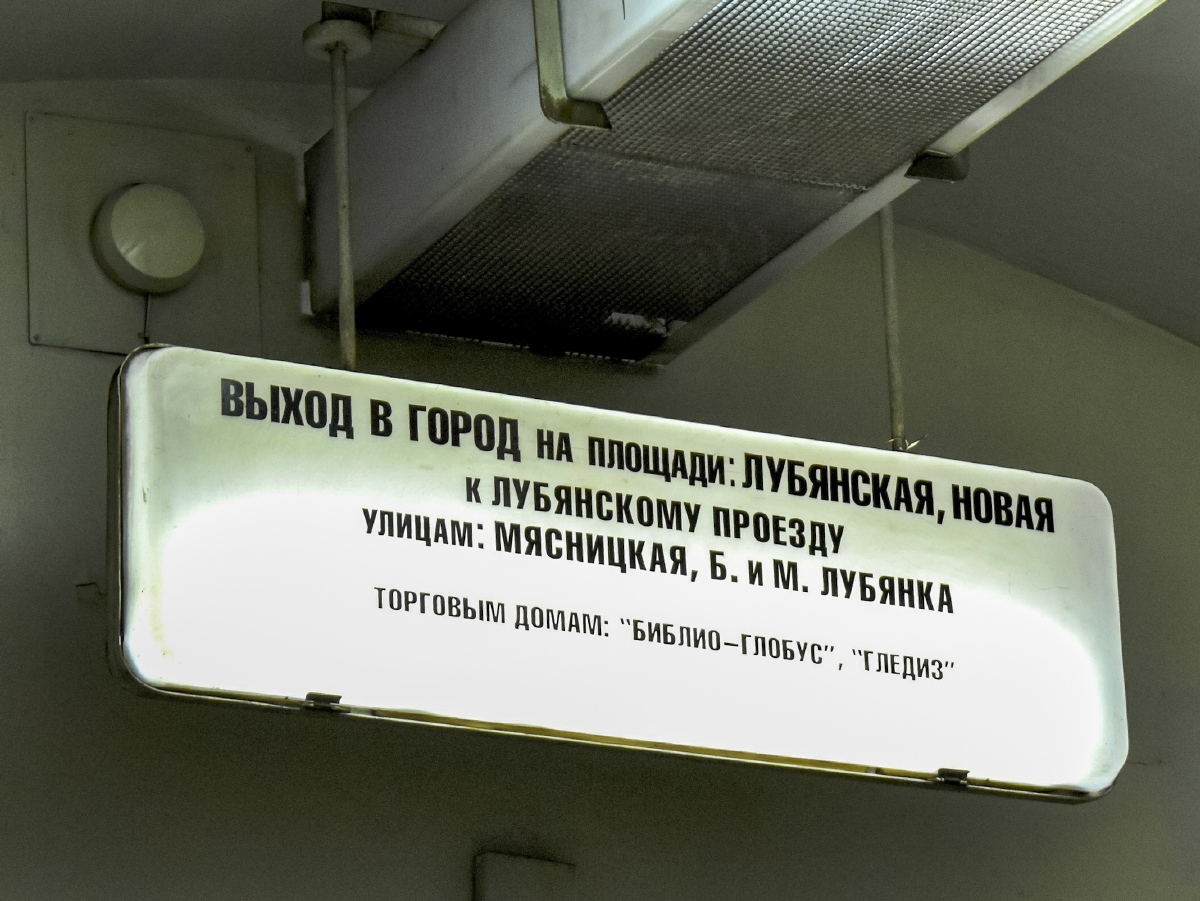 ВЫХОД В ГОРОД НА ПЛОЩАДИ: ЛУБЯНСКАЯ, НОВАЯ
К ЛУБЯНСКОМУ ПРОЕЗДУ
УЛИЦАМ: МЯСНИЦКАЯ, Б. и М. ЛУБЯНКА
ТОРГОВЫМ ДОМАМ: "БИБЛИО-ГЛОБУС", "ГЛЕДИЗ"